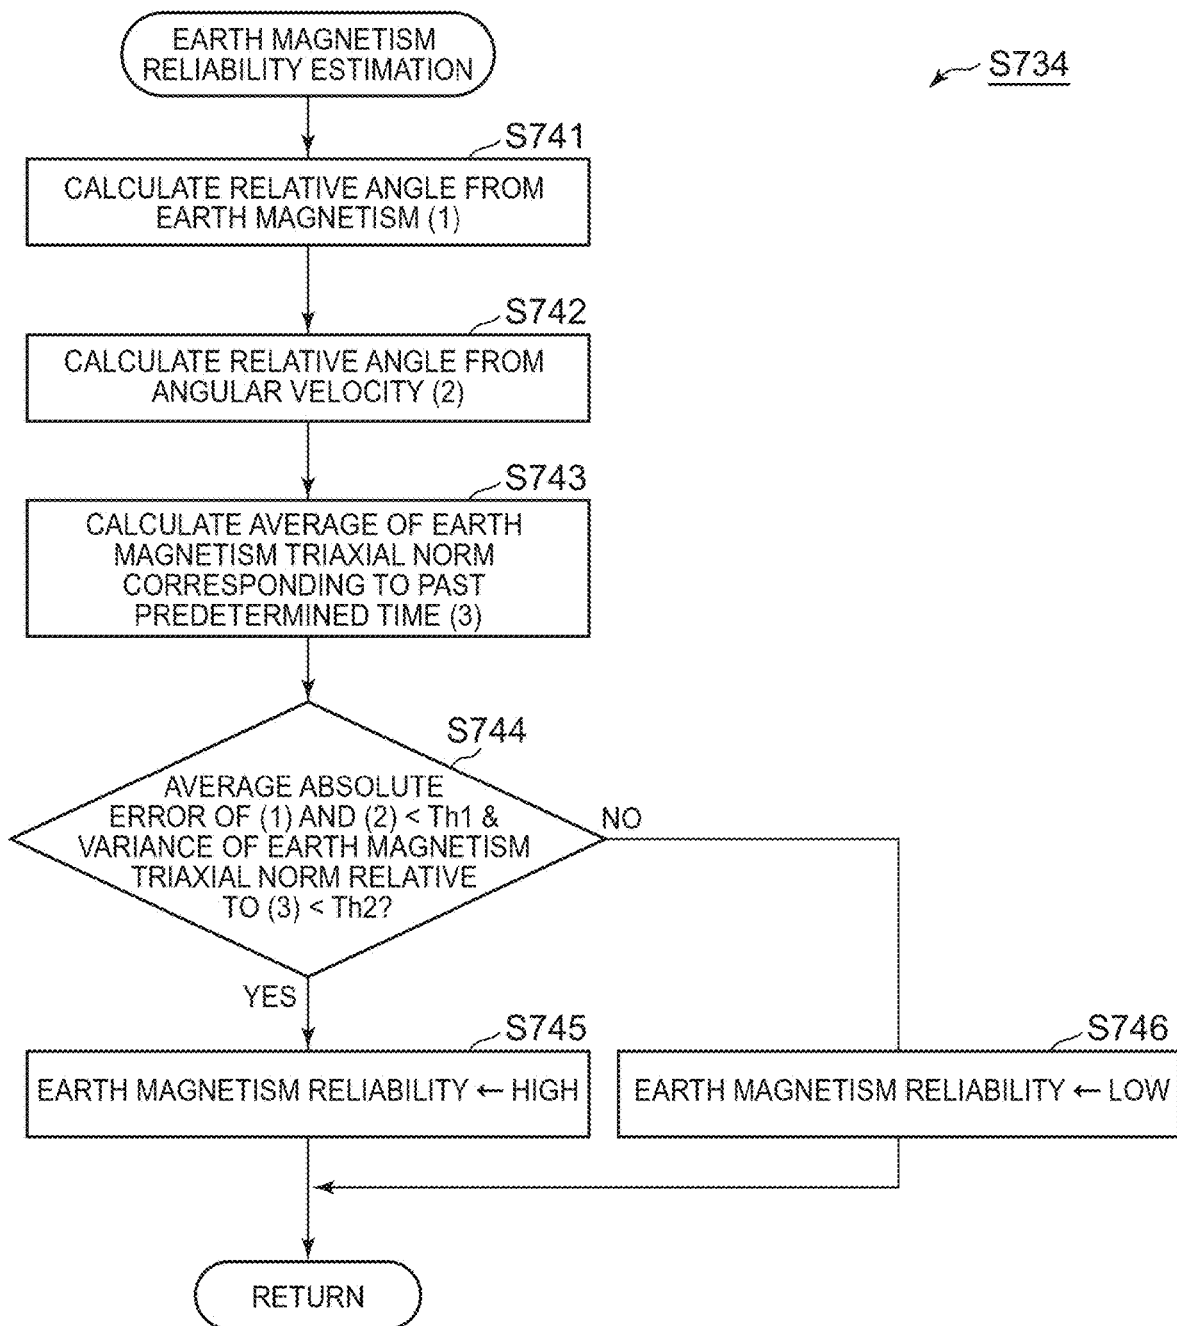 EARTH MAGNETISM
RELIABILITY ESTIMATION
S734
S741
CALCULATE RELATIVE ANGLE FROM
EARTH MAGNETISM (1)
S742
CALCULATE RELATIVE ANGLE FROM
ANGULAR VELOCITY (2)
S743
CALCULATE AVERAGE OF EARTH
MAGNETISM TRIAXIAL NORM
CORRESPONDING TO PAST
PREDETERMINED TIME (3)
S744
AVERAGE ABSOLUTE
ERROR OF (1) AND (2) < Th1 &
VARIANCE OF EARTH MAGNETISM
TRIAXIAL NORM RELATIVE
TO (3) < Th2?
NO
YES
S745
EARTH MAGNETISM RELIABILITY ← HIGH
S746
EARTH MAGNETISM RELIABILITY ← LOW
RETURN